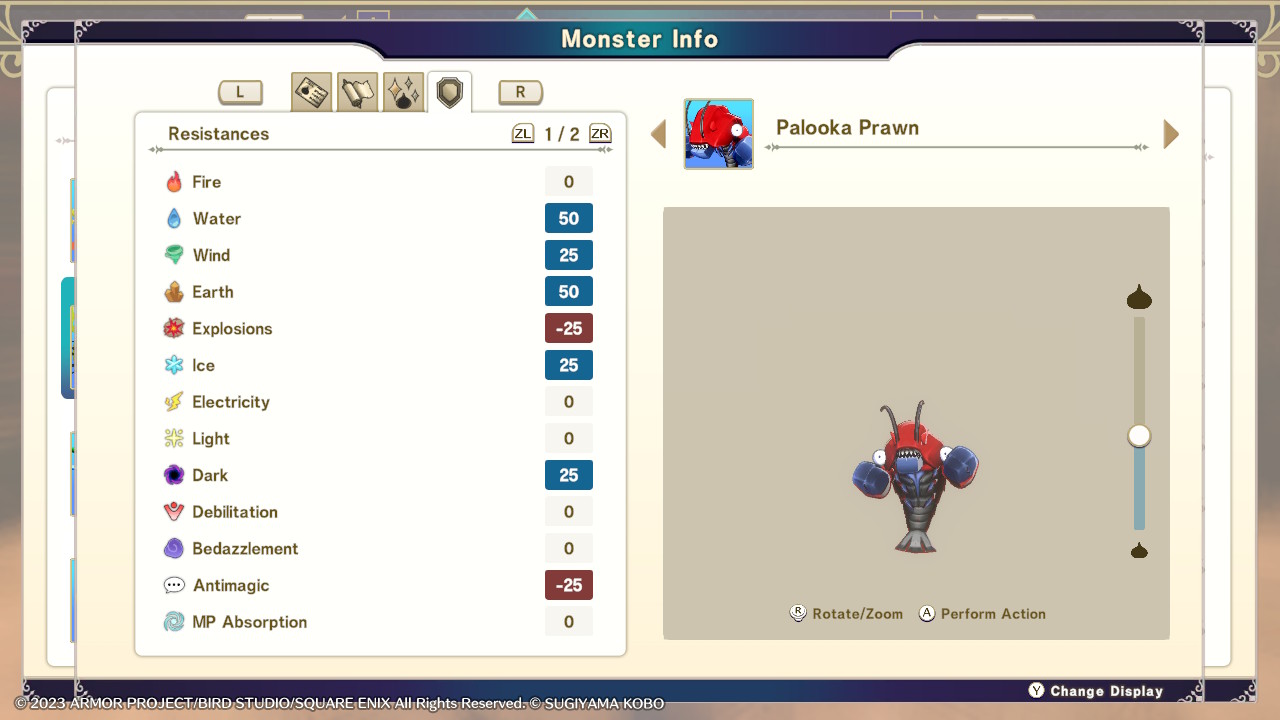 Monster Info
L
R
Resistances
ZL 1 / 2 ZR
Palooka Prawn
Fire 0
Water 50
Wind 25
Earth 50
Explosions -25
Ice 25
Electricity 0
Light 0
Dark 25
Debilitation 0
Bedazzlement 0
Antimagic -25
MP Absorption 0
R Rotate/Zoom A Perform Action
Y Change Display
© 2023 ARMOR PROJECT/BIRD STUDIO/SQUARE ENIX All Rights Reserved. © SUGIYAMA KOBO